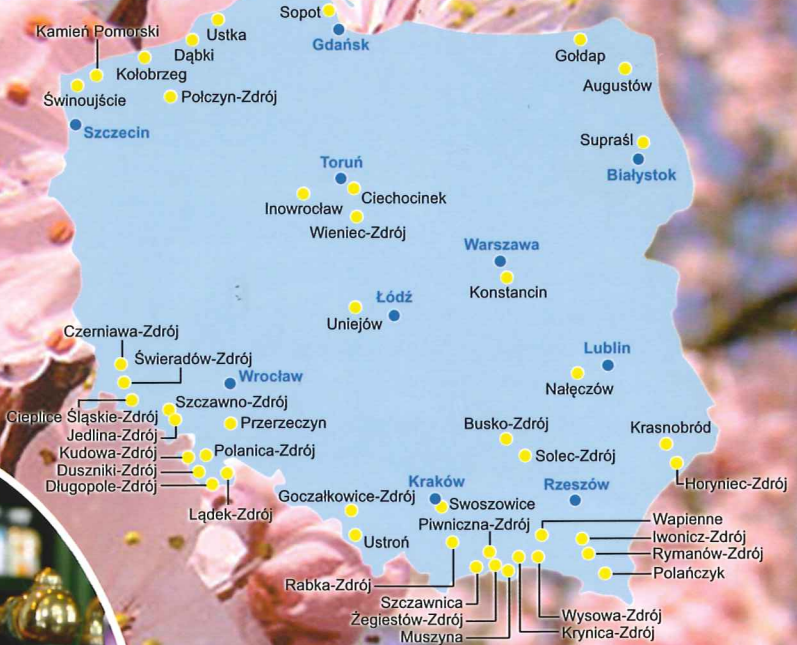 Sopot
Kamień Pomorski
Ustka
Gdańsk
Dąbki
Gołdap
Kołobrzeg
Augustów
Świnoujście
Połczyn-Zdrój
Szczecin
Supraśl
Toruń
Białystok
Ciechocinek
Inowrocław
Wieniec-Zdrój
Warszawa
Konstancin
Łódź
Uniejów
Czerniawa-Zdrój
Lublin
Świeradów-Zdrój
Wrocław
Nałęczów
Szczawno-Zdrój
Cieplice Śląskie-Zdrój
Przerzeczyn
Busko-Zdrój
Krasnobród
Jedlina-Zdrój
Kudowa-Zdrój
Polanica-Zdrój
Solec-Zdrój
Duszniki-Zdrój
Długopole-Zdrój
Kraków
Rzeszów
Horyniec-Zdrój
Goczałkowice-Zdrój
Swoszowice
Lądek-Zdrój
Piwniczna-Zdrój
Wapienne
Ustroń
Iwonicz-Zdrój
Rymanów-Zdrój
Polańczyk
Rabka-Zdrój
Szczawnica
Wysowa-Zdrój
Żegiestów-Zdrój
Krynica-Zdrój
Muszyna